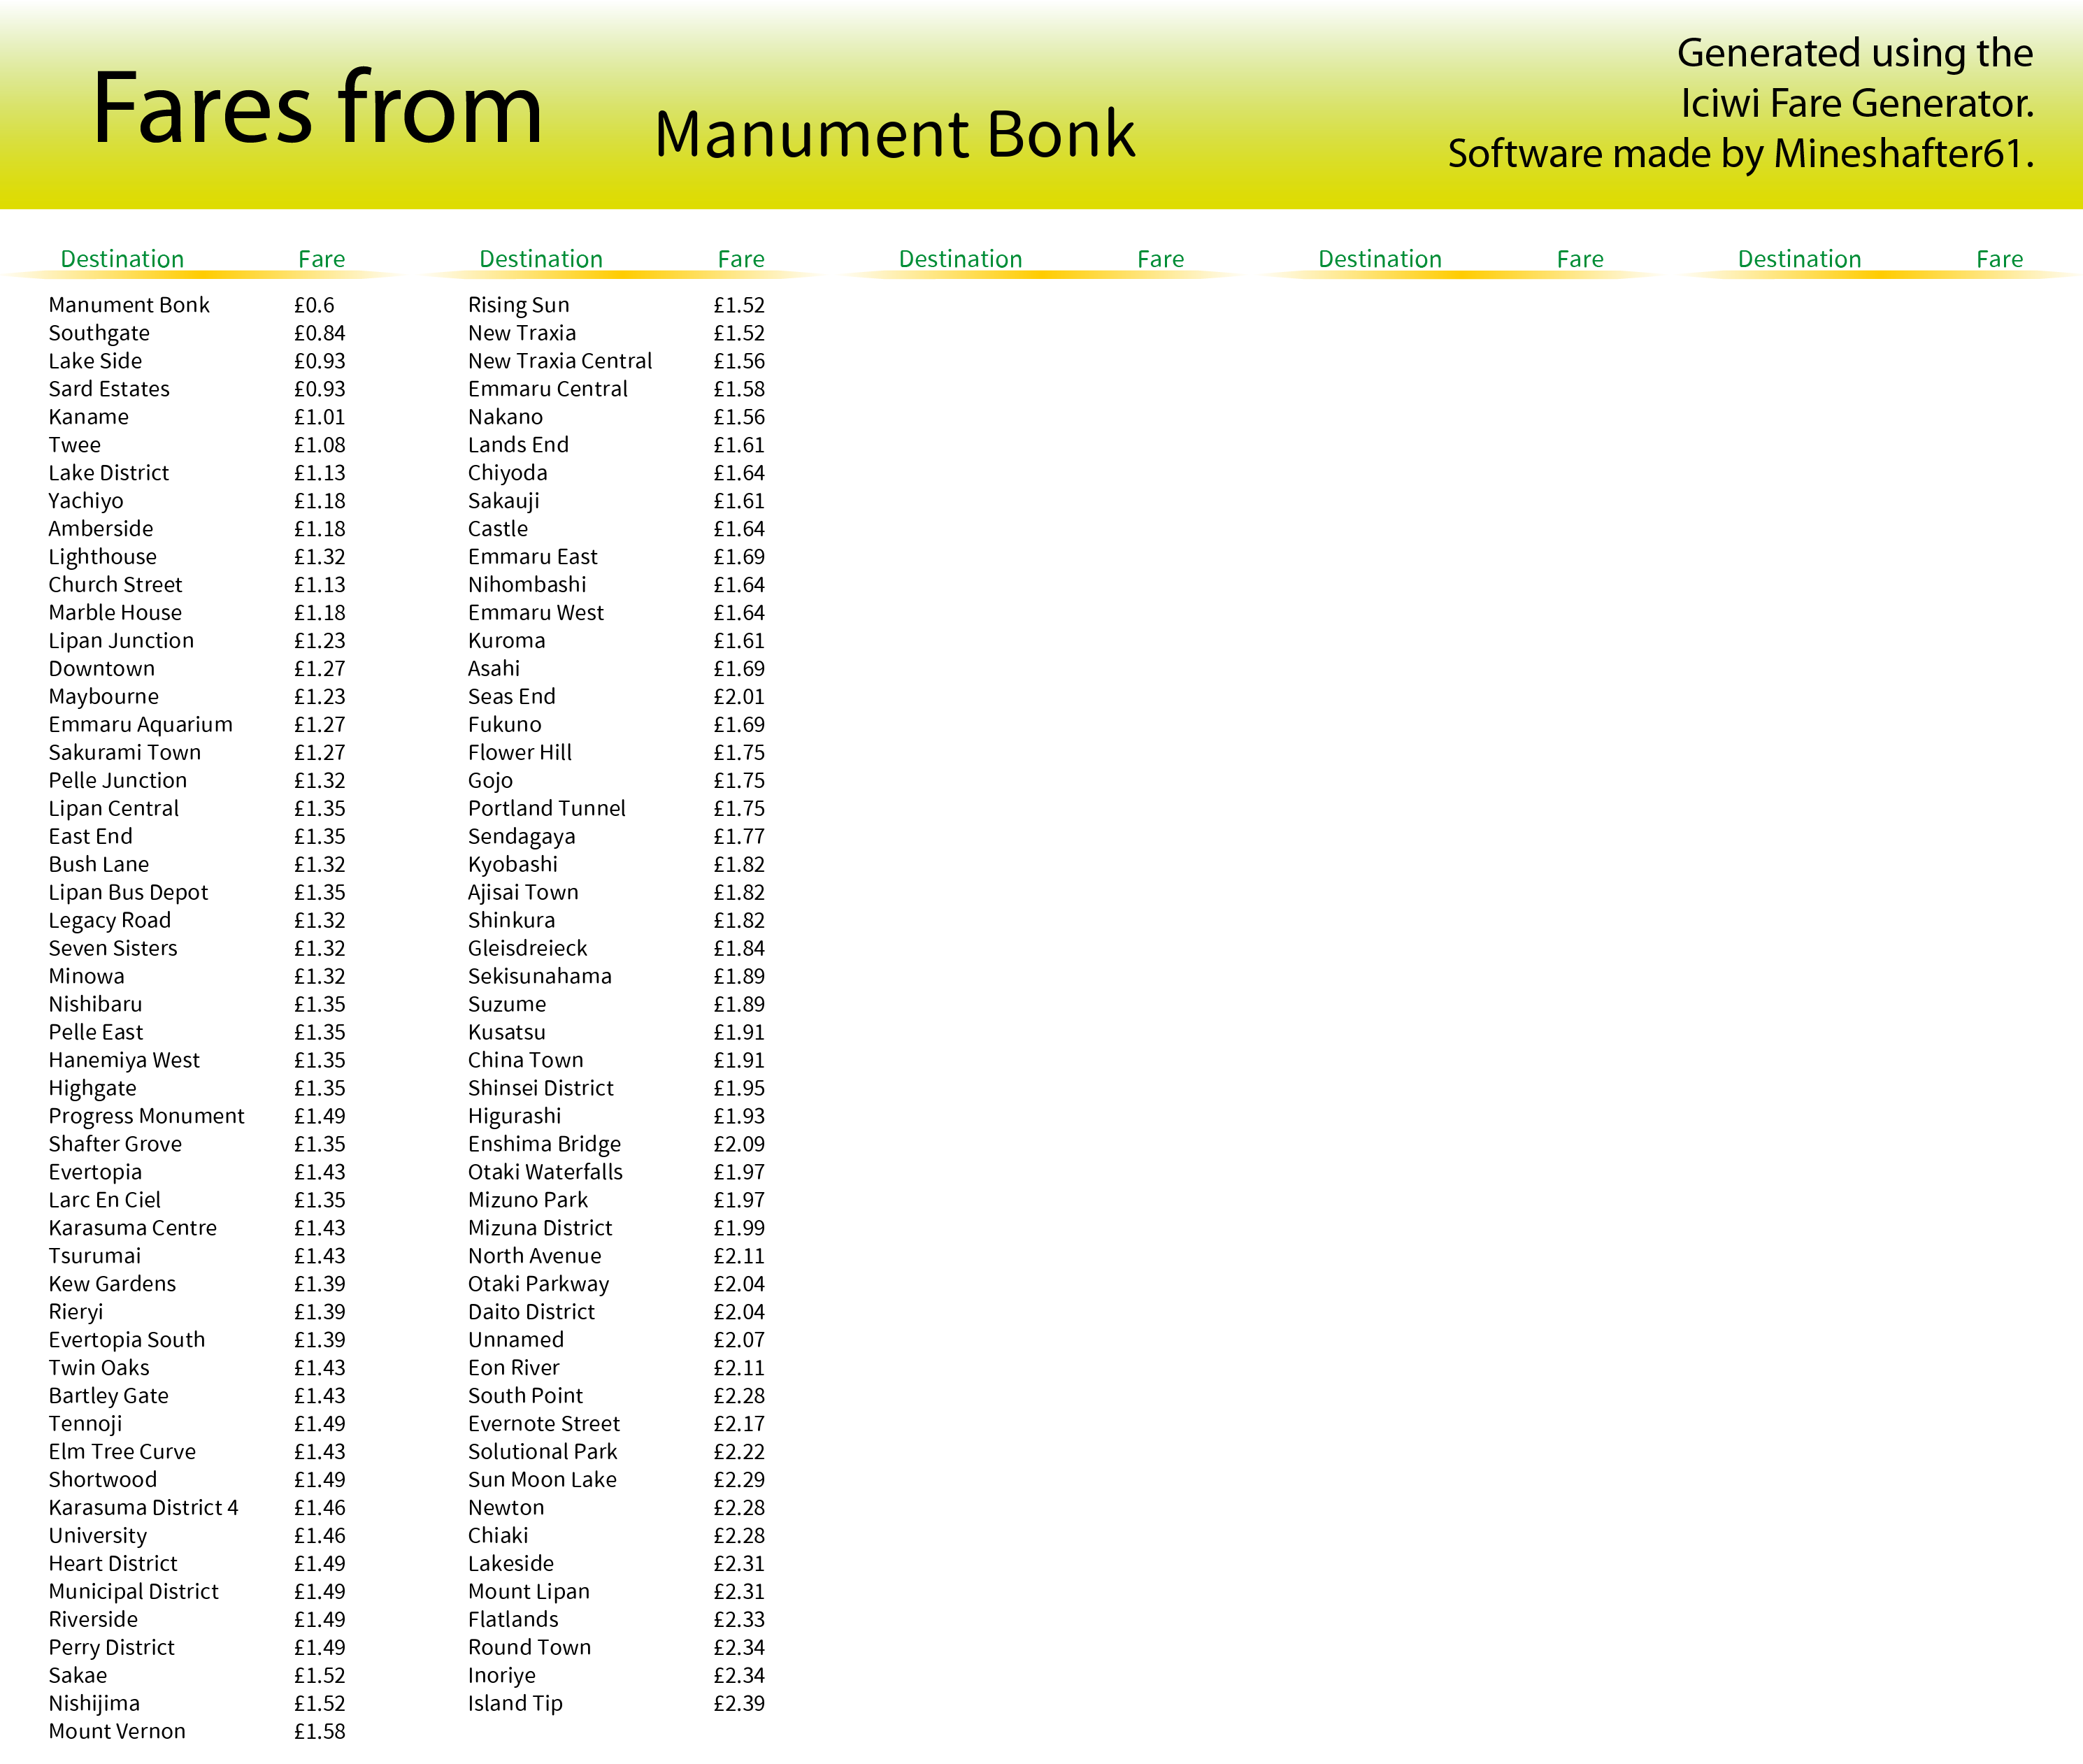 Fares from Manument Bonk
Generated using the
Iciwi Fare Generator.
Software made by Mineshafter61.
Destination Fare Destination Fare Destination Fare Destination Fare Destination Fare
Manument Bonk £0.6
Southgate £0.84
Lake Side £0.93
Sard Estates £0.93
Kaname £1.01
Twee £1.08
Lake District £1.13
Yachiyo £1.18
Amberside £1.18
Lighthouse £1.32
Church Street £1.13
Marble House £1.18
Lipan Junction £1.23
Downtown £1.27
Maybourne £1.23
Emmaru Aquarium £1.27
Sakurami Town £1.27
Pelle Junction £1.32
Lipan Central £1.35
East End £1.35
Bush Lane £1.32
Lipan Bus Depot £1.35
Legacy Road £1.32
Seven Sisters £1.32
Minowa £1.32
Nishibaru £1.35
Pelle East £1.35
Hanemiya West £1.35
Highgate £1.35
Progress Monument £1.49
Shafter Grove £1.35
Evertopia £1.43
Larc En Ciel £1.35
Karasuma Centre £1.43
Tsurumai £1.43
Kew Gardens £1.39
Rieryi £1.39
Evertopia South £1.39
Twin Oaks £1.43
Bartley Gate £1.43
Tennoji £1.49
Elm Tree Curve £1.43
Shortwood £1.49
Karasuma District 4 £1.46
University £1.46
Heart District £1.49
Municipal District £1.49
Riverside £1.49
Perry District £1.49
Sakae £1.52
Nishijima £1.52
Mount Vernon £1.58
Rising Sun £1.52
New Traxia £1.52
New Traxia Central £1.56
Emmaru Central £1.58
Nakano £1.56
Lands End £1.61
Chiyoda £1.64
Sakauji £1.61
Castle £1.64
Emmaru East £1.69
Nihombashi £1.64
Emmaru West £1.64
Kuroma £1.61
Asahi £1.69
Seas End £2.01
Fukuno £1.69
Flower Hill £1.75
Gojo £1.75
Portland Tunnel £1.75
Sendagaya £1.77
Kyobashi £1.82
Ajisai Town £1.82
Shinkura £1.82
Gleisdreieck £1.84
Sekisunahama £1.89
Suzume £1.89
Kusatsu £1.91
China Town £1.91
Shinsei District £1.95
Higurashi £1.93
Enshima Bridge £2.09
Otaki Waterfalls £1.97
Mizuno Park £1.97
Mizuna District £1.99
North Avenue £2.11
Otaki Parkway £2.04
Daito District £2.04
Unnamed £2.07
Eon River £2.11
South Point £2.28
Evernote Street £2.17
Solutional Park £2.22
Sun Moon Lake £2.29
Newton £2.28
Chiaki £2.28
Lakeside £2.31
Mount Lipan £2.31
Flatlands £2.33
Round Town £2.34
Inoriye £2.34
Island Tip £2.39